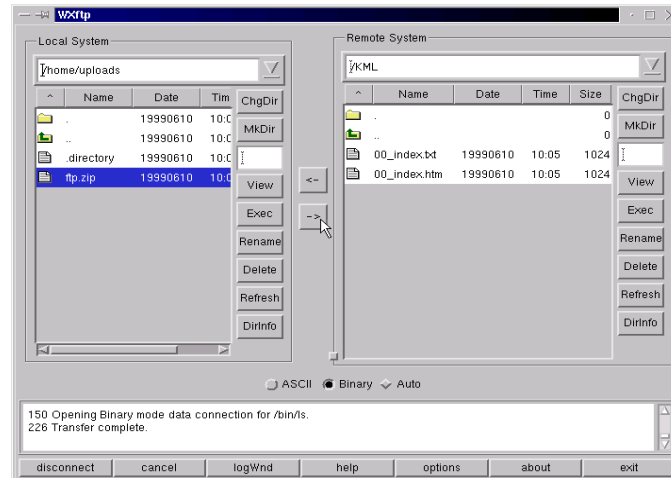 WXftp
Local System
/home/uploads
^ Name Date Tim
. 19990610 10:0
.. 19990610 10:0
.directory 19990610 10:0
ftp.zip 19990610 10:0
ChgDir
MkDir
View
Exec
Rename
Delete
Refresh
DirInfo
<-
->
Remote System
/KML
^ Name Date Time Size
. 0
.. 0
00_index.txt 19990610 10:05 1024
00_index.htm 19990610 10:05 1024
ChgDir
MkDir
View
Exec
Rename
Delete
Refresh
DirInfo
ASCII Binary Auto
150 Opening Binary mode data connection for /bin/ls.
226 Transfer complete.
disconnect cancel logWnd help options about exit